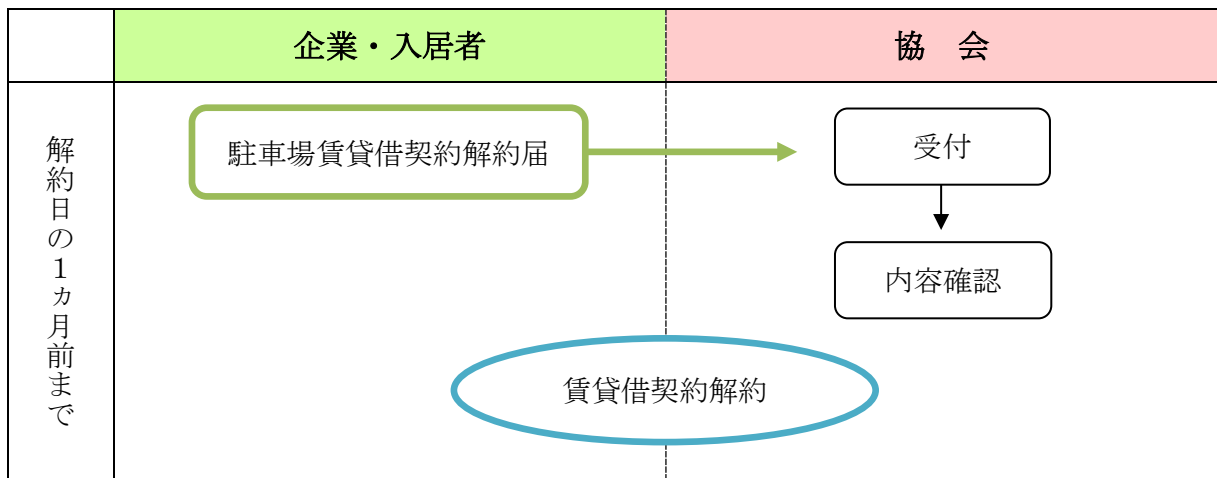 企業・入居者
協　会
解約日の１ヵ月前まで
駐車場賃貸借契約解約届
受付
内容確認
賃貸借契約解約